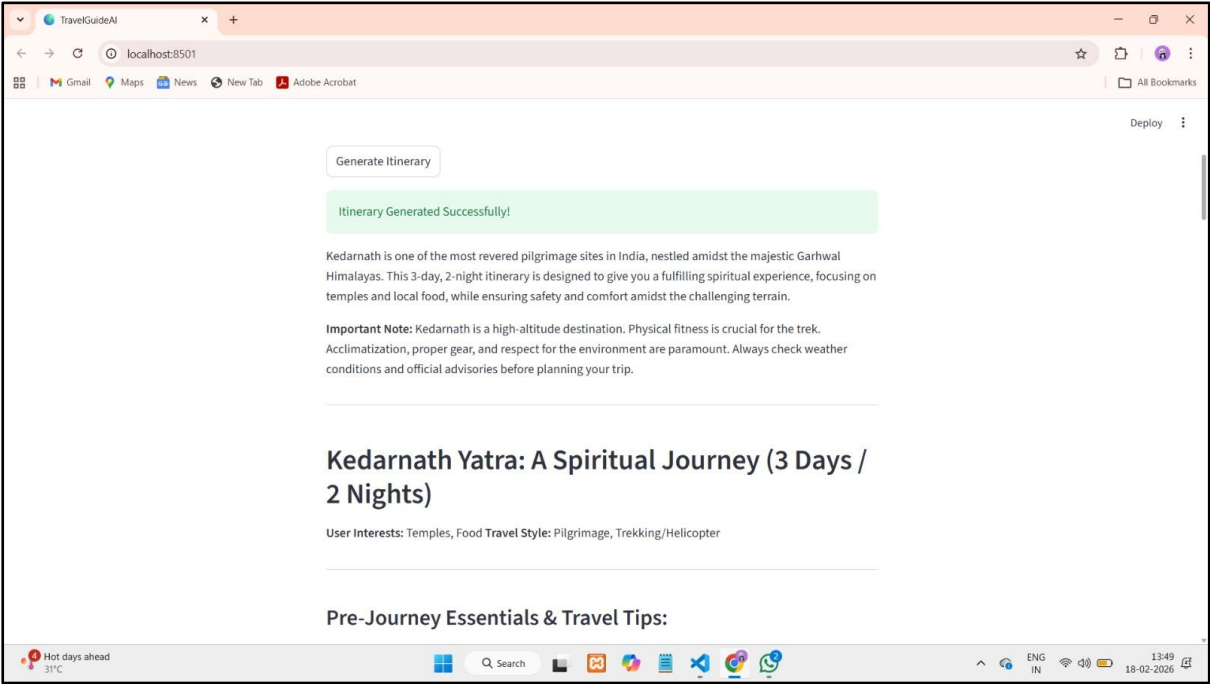 TravelGuideAI
localhost:8501
Gmail Maps News New Tab Adobe Acrobat All Bookmarks
Deploy
Generate Itinerary
Itinerary Generated Successfully!
Kedarnath is one of the most revered pilgrimage sites in India, nestled amidst the majestic Garhwal
Himalayas. This 3-day, 2-night itinerary is designed to give you a fulfilling spiritual experience, focusing on
temples and local food, while ensuring safety and comfort amidst the challenging terrain.
Important Note: Kedarnath is a high-altitude destination. Physical fitness is crucial for the trek.
Acclimatization, proper gear, and respect for the environment are paramount. Always check weather
conditions and official advisories before planning your trip.
Kedarnath Yatra: A Spiritual Journey (3 Days /
2 Nights)
User Interests: Temples, Food Travel Style: Pilgrimage, Trekking/Helicopter
Pre-Journey Essentials & Travel Tips:
4 Hot days ahead
31°C
Search
2
ENG
IN
13:49
18-02-2026